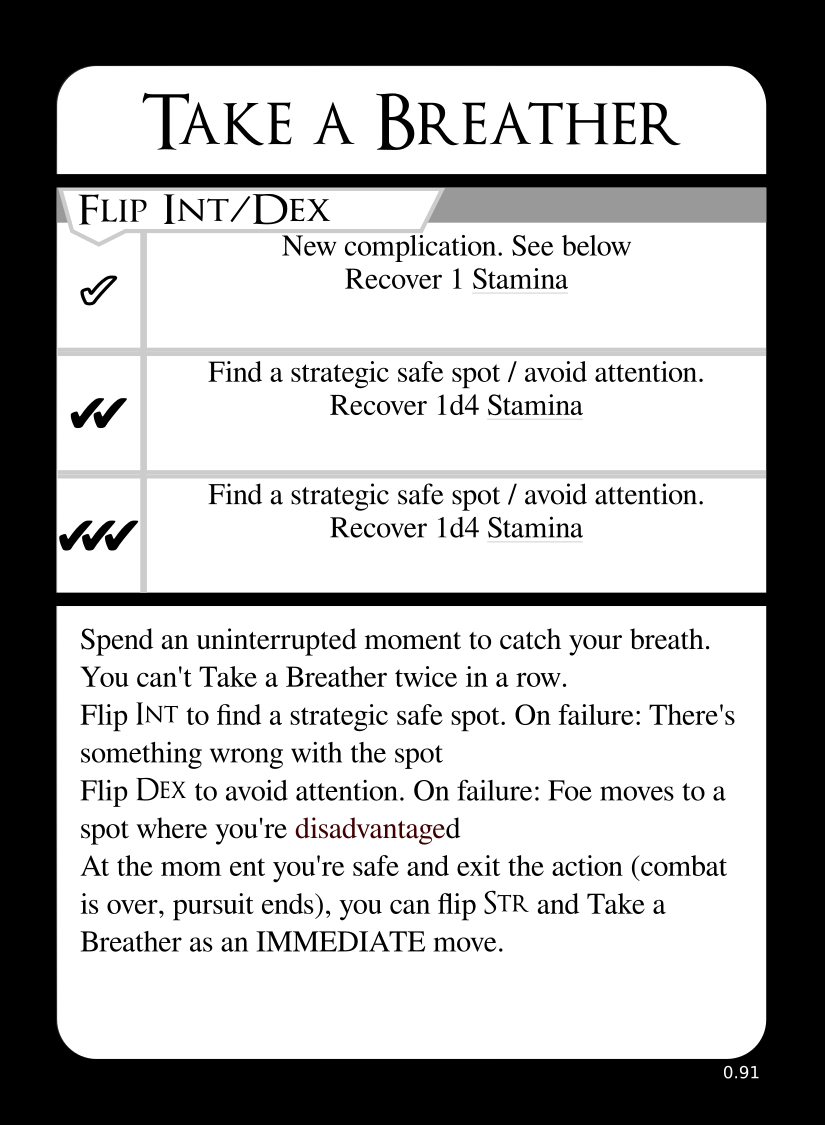 TAKE A BREATHER
FLIP INT/DEX
New complication. See below
Recover 1 Stamina
Find a strategic safe spot / avoid attention.
Recover 1d4 Stamina
Find a strategic safe spot / avoid attention.
Recover 1d4 Stamina
Spend an uninterrupted moment to catch your breath.
You can't Take a Breather twice in a row.
Flip INT to find a strategic safe spot. On failure: There's
something wrong with the spot
Flip DEX to avoid attention. On failure: Foe moves to a
spot where you're disadvantaged
At the mom ent you're safe and exit the action (combat
is over, pursuit ends), you can flip STR and Take a
Breather as an IMMEDIATE move.
0.91